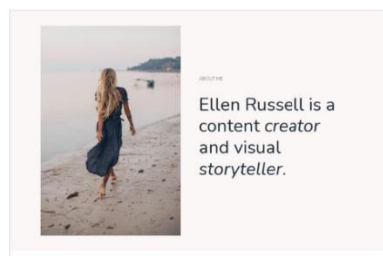 ABOUT ME
Ellen Russell is a
content creator
and visual
storyteller.